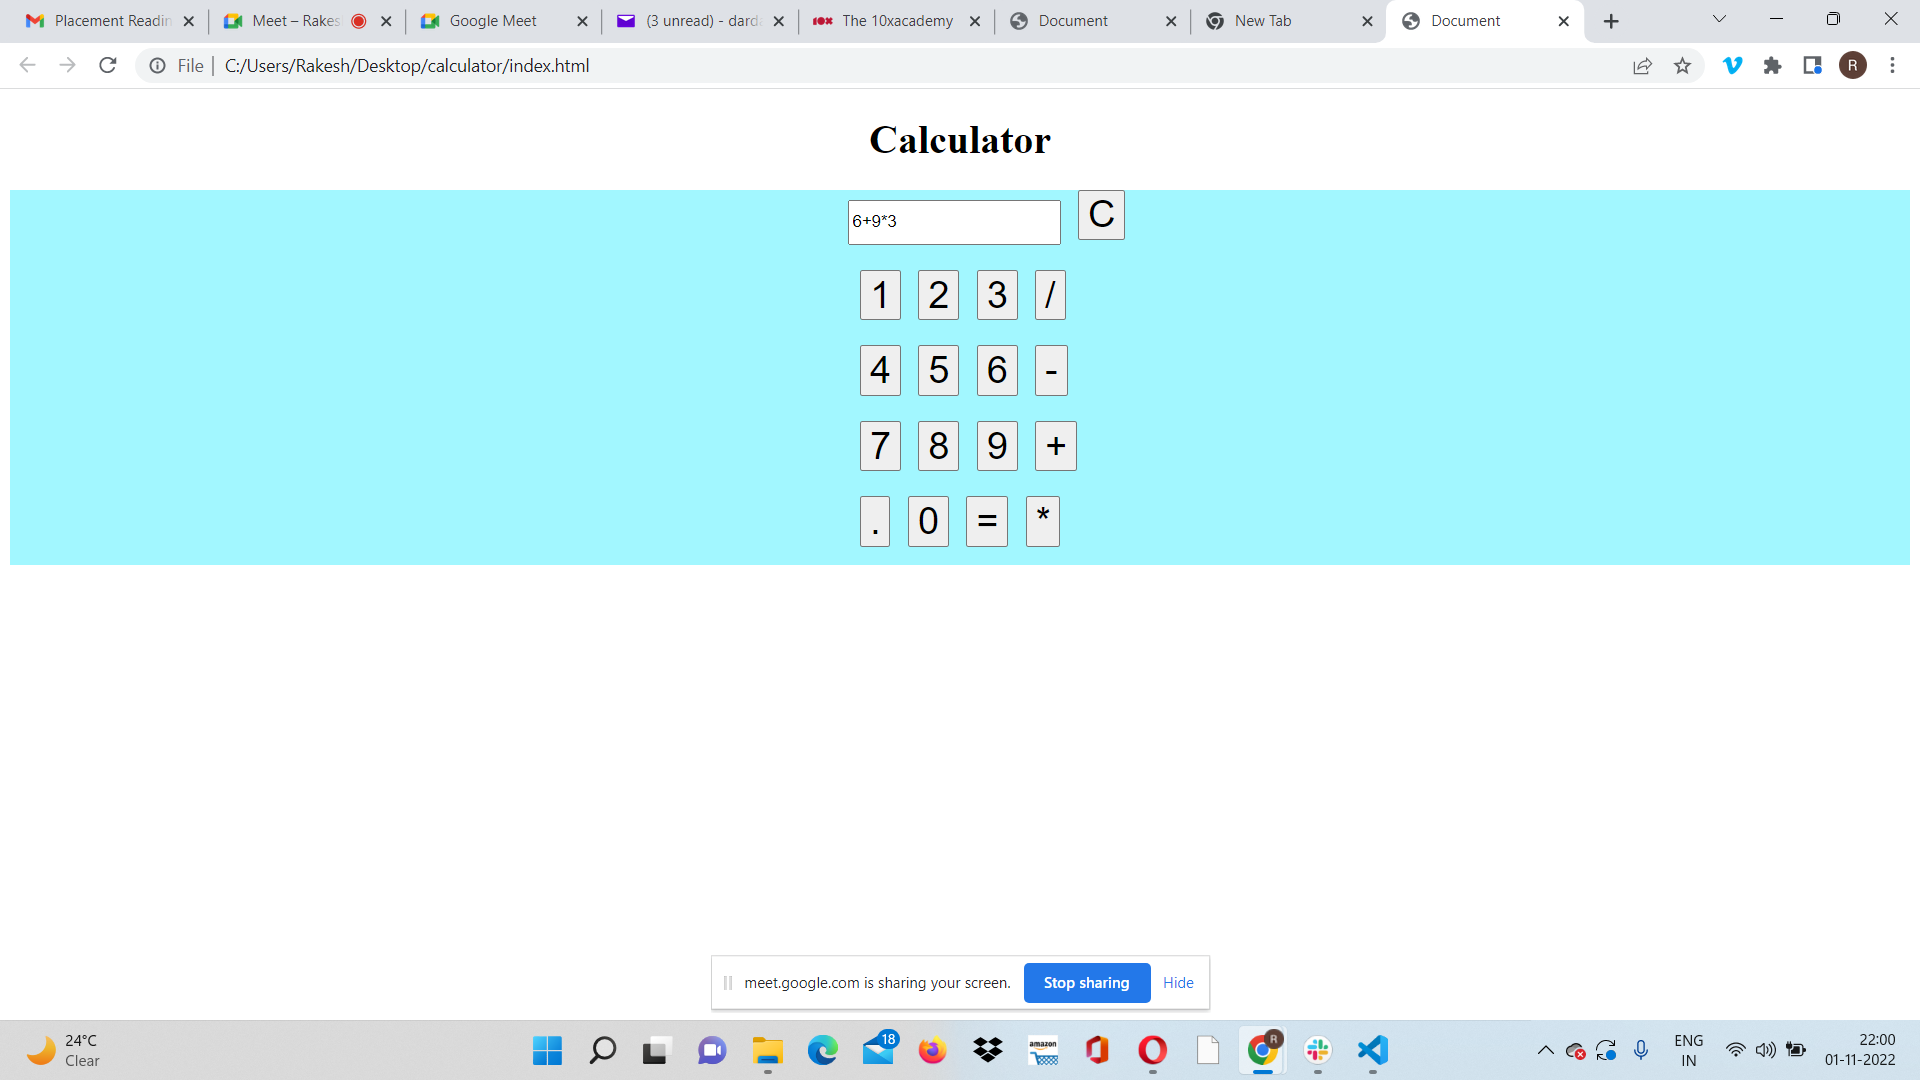 Placement Readin
Meet – Rakes
Google Meet
(3 unread) - dard
The 10xacademy
Document
New Tab
Document
File
C:/Users/Rakesh/Desktop/calculator/index.html
R
Calculator
6+9*3
C
1 2 3 /
4 5 6 -
7 8 9 +
. 0 = *
meet.google.com is sharing your screen.
Stop sharing
Hide
24°C
Clear
18
amazon
R
ENG
IN
22:00
01-11-2022